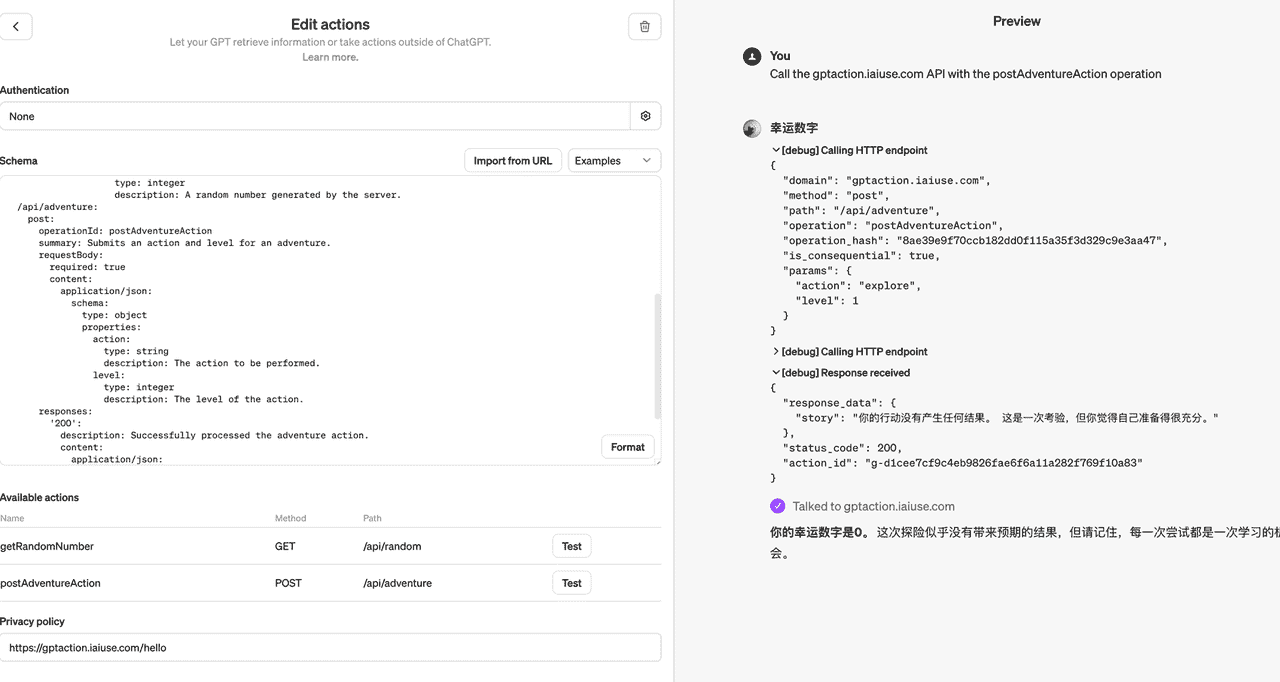 Edit actions
Let your GPT retrieve information or take actions outside of ChatGPT.
Learn more.
Authentication
None
Schema
Import from URL
Examples
type: integer
description: A random number generated by the server.
/api/adventure:
post:
operationId: postAdventureAction
summary: Submits an action and level for an adventure.
requestBody:
required: true
content:
application/json:
schema:
type: object
properties:
action:
type: string
description: The action to be performed.
level:
type: integer
description: The level of the action.
responses:
'200':
description: Successfully processed the adventure action.
content:
application/json:
Format
Available actions
Name Method Path
getRandomNumber GET /api/random Test
postAdventureAction POST /api/adventure Test
Privacy policy
https://gptaction.iaiuse.com/hello
Preview
You
Call the gptaction.iaiuse.com API with the postAdventureAction operation
幸运数字
[debug] Calling HTTP endpoint
{
"domain": "gptaction.iaiuse.com",
"method": "post",
"path": "/api/adventure",
"operation": "postAdventureAction",
"operation_hash": "8ae39e9f70ccb182dd0f115a35f3d329c9e3aa47",
"is_consequential": true,
"params": {
"action": "explore",
"level": 1
}
}
[debug] Calling HTTP endpoint
[debug] Response received
{
"response_data": {
"story": "你的行动没有产生任何结果。 这是一次考验，但你觉得自己准备得很充分。"
},
"status_code": 200,
"action_id": "g-d1cee7cf9c4eb9826fae6f6a11a282f769f10a83"
}
Talked to gptaction.iaiuse.com
你的幸运数字是0。 这次探险似乎没有带来预期的结果，但请记住，每一次尝试都是一次学习的机
会。